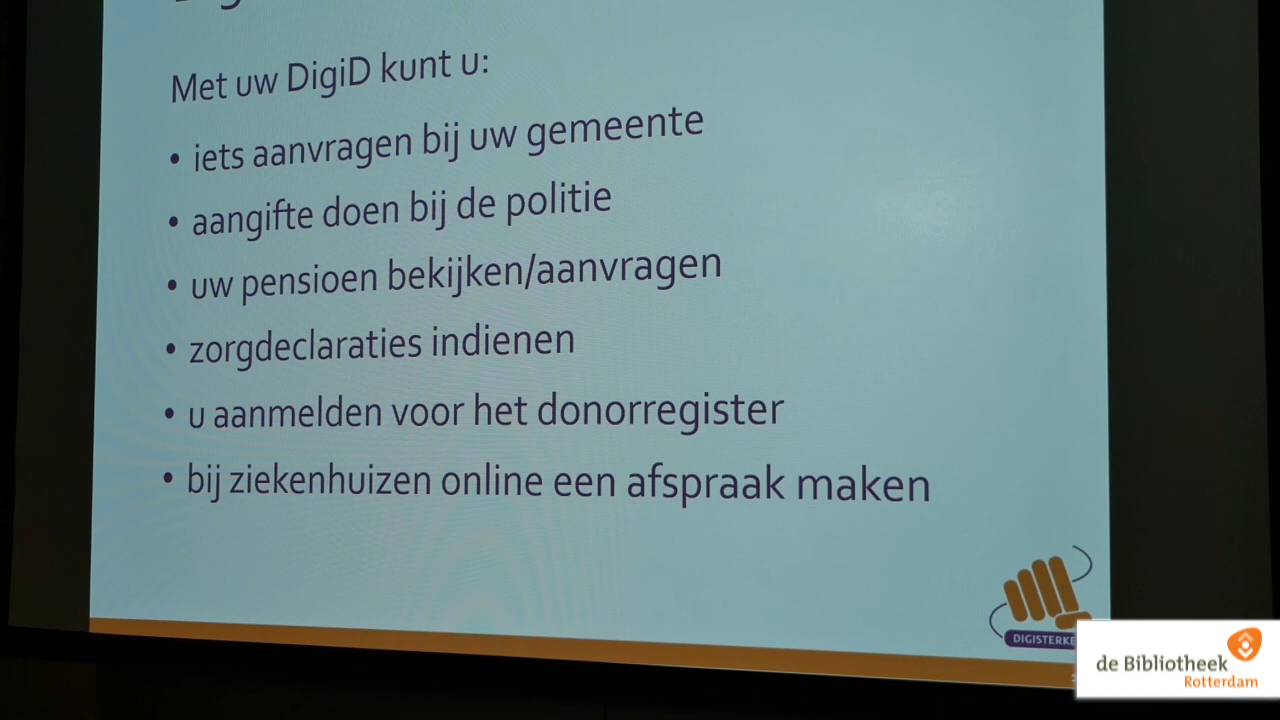 Met uw DigiD kunt u:
• iets aanvragen bij uw gemeente
• aangifte doen bij de politie
• uw pensioen bekijken/aanvragen
• zorgdeclaraties indienen
• u aanmelden voor het donorregister
• bij ziekenhuizen online een afspraak maken
de Bibliotheek
Rotterdam